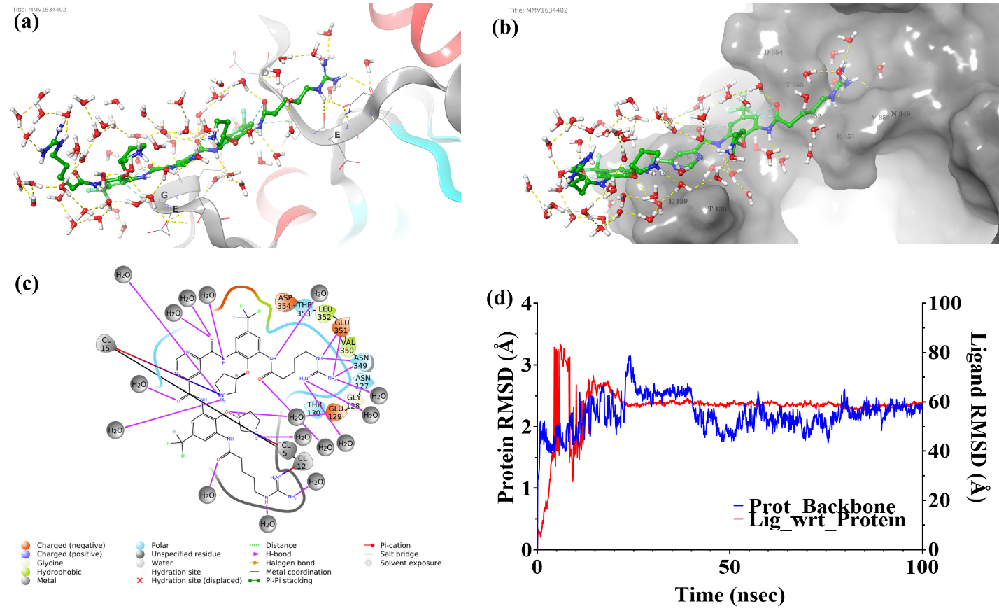 Title: MMV1634402
(a)
E
G
E
Title: MMV1634402
(b)
D 354
T 353
V 350
N 349
E 351
E 129
T 130
(c)
H₂O
H₂O
H₂O
H₂O
H₂O
ASP
354
THR
353
LEU
352
GLU
351
VAL
350
ASN
349
ASN
127
GLY
128
GLU
129
THR
130
CL
15
H₂O
H₂O
H₂O
H₂O
H₂O
H₂O
H₂O
H₂O
H₂O
CL
5
CL
12
H₂O
H₂O
H₂O
Charged (negative)
Charged (positive)
Glycine
Hydrophobic
Metal
Polar
Unspecified residue
Water
Hydration site
Hydration site (displaced)
Distance
H-bond
Halogen bond
Metal coordination
Pi-Pi stacking
Pi-cation
Salt bridge
Solvent exposure
(d)
Protein RMSD (Å)
4
3
2
1
0
100
80
60
40
20
0
Ligand RMSD (Å)
Prot_Backbone
Lig_wrt_Protein
0
50
100
Time (nsec)